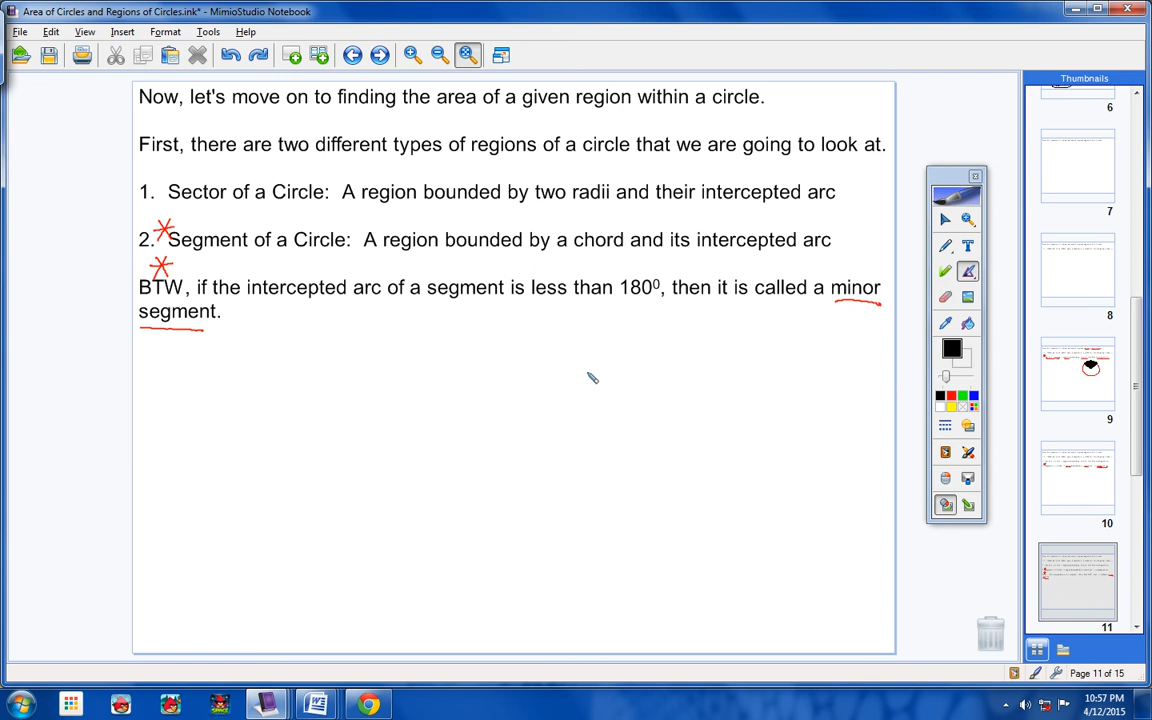 Area of Circles and Regions of Circles.ink* - MimioStudio Notebook
File Edit View Insert Format Tools Help
Thumbnails
Now, let's move on to finding the area of a given region within a circle.
First, there are two different types of regions of a circle that we are going to look at.
1. Sector of a Circle: A region bounded by two radii and their intercepted arc
2. Segment of a Circle: A region bounded by a chord and its intercepted arc
BTW, if the intercepted arc of a segment is less than 180⁰, then it is called a minor
segment.
6
7
8
9
10
11
Page 11 of 15
10:57 PM
4/12/2015